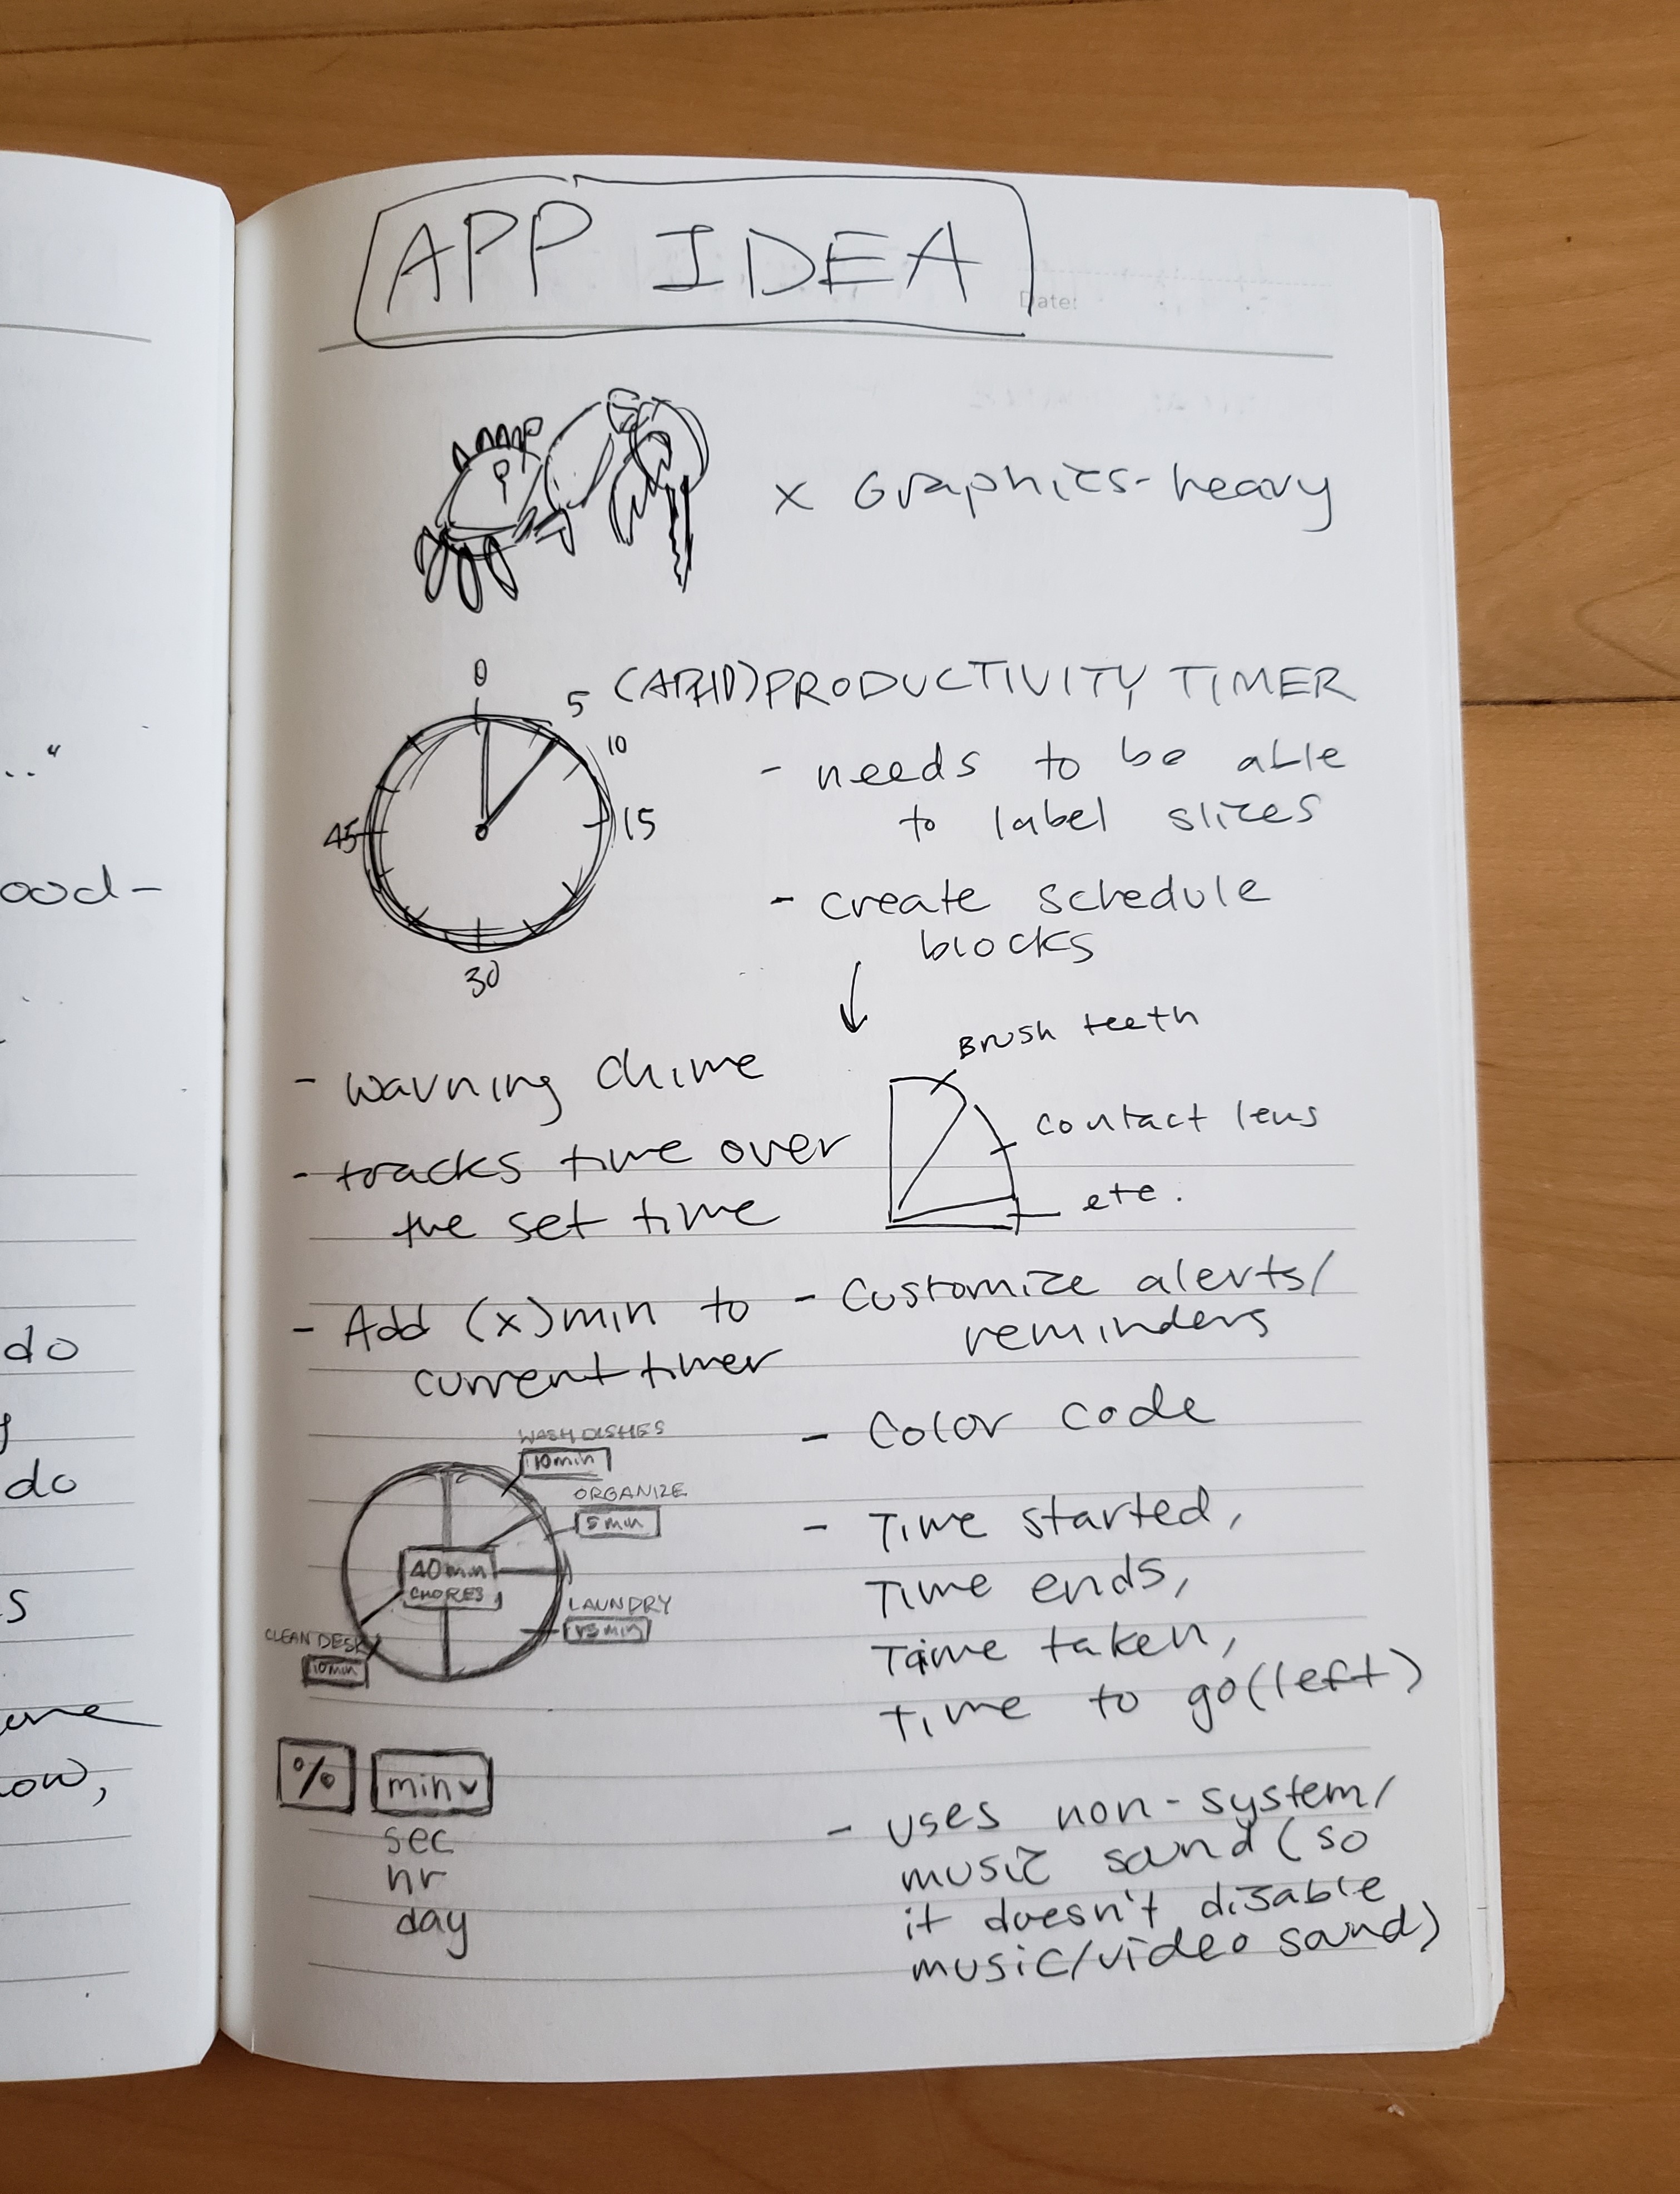 APP IDEA
Date:
x Graphics-heavy
(ADHD) PRODUCTIVITY TIMER
0
5
10
15
30
45
- needs to be able
to label slices
- create schedule
blocks
Brush teeth
contact lens
etc.
- warning chime
- tracks time over
the set time
- Add (x) min to
current timer
- Customize alerts/
reminders
- Color code
- Time started,
Time ends,
Time taken,
time to go (left)
- uses non-system/
music sound (so
it doesn't disable
music/video sound)
WASH DISHES
10min
ORGANIZE
5 min
LAUNDRY
15 min
CLEAN DESK
10min
40min
CHORES
%
min
sec
hr
day
..."
ood-
do
do
s
ow,